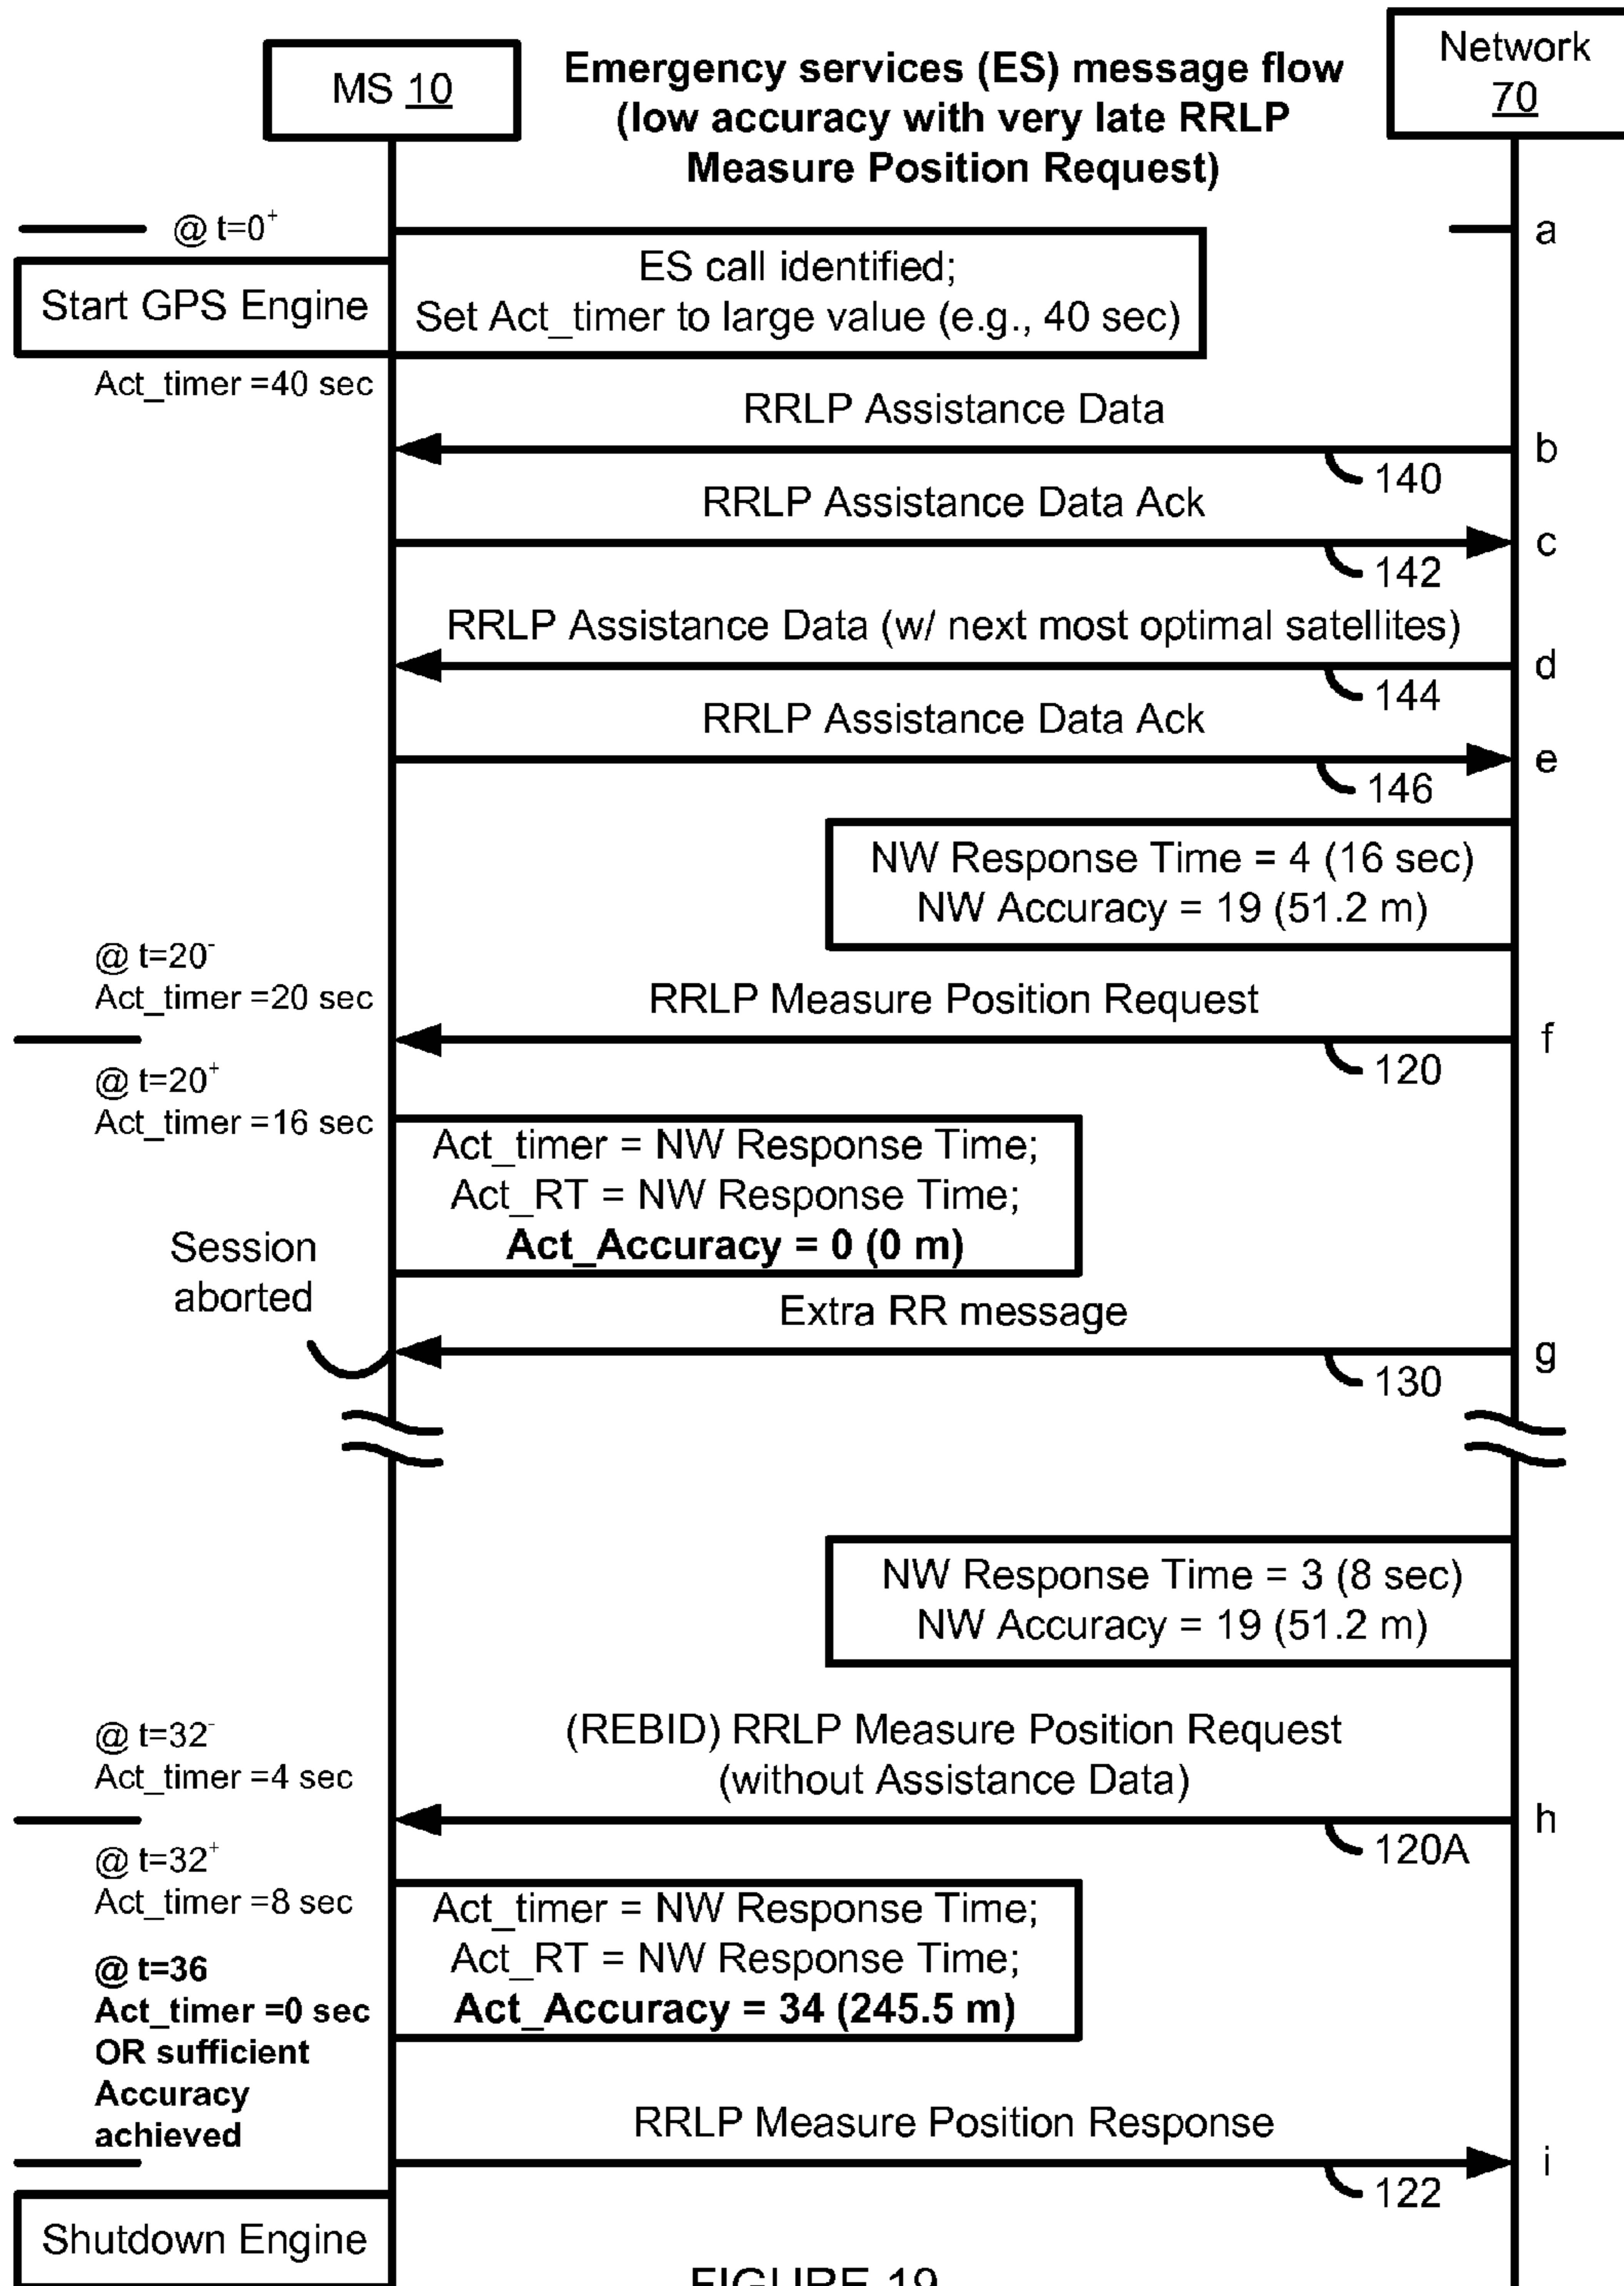 MS 10
Emergency services (ES) message flow
(low accuracy with very late RRLP
Measure Position Request)
Network
70
@ t=0+
a
Start GPS Engine
ES call identified;
Set Act_timer to large value (e.g., 40 sec)
Act_timer =40 sec
RRLP Assistance Data
b
140
RRLP Assistance Data Ack
c
142
RRLP Assistance Data (w/ next most optimal satellites)
d
144
RRLP Assistance Data Ack
e
146
NW Response Time = 4 (16 sec)
NW Accuracy = 19 (51.2 m)
@ t=20-
Act_timer =20 sec
RRLP Measure Position Request
f
120
@ t=20+
Act_timer =16 sec
Act_timer = NW Response Time;
Act_RT = NW Response Time;
Act_Accuracy = 0 (0 m)
Session
aborted
Extra RR message
g
130
NW Response Time = 3 (8 sec)
NW Accuracy = 19 (51.2 m)
@ t=32-
Act_timer =4 sec
(REBID) RRLP Measure Position Request
(without Assistance Data)
h
120A
@ t=32+
Act_timer =8 sec
Act_timer = NW Response Time;
Act_RT = NW Response Time;
Act_Accuracy = 34 (245.5 m)
@ t=36
Act_timer =0 sec
OR sufficient
Accuracy
achieved
RRLP Measure Position Response
i
122
Shutdown Engine
FIGURE 19